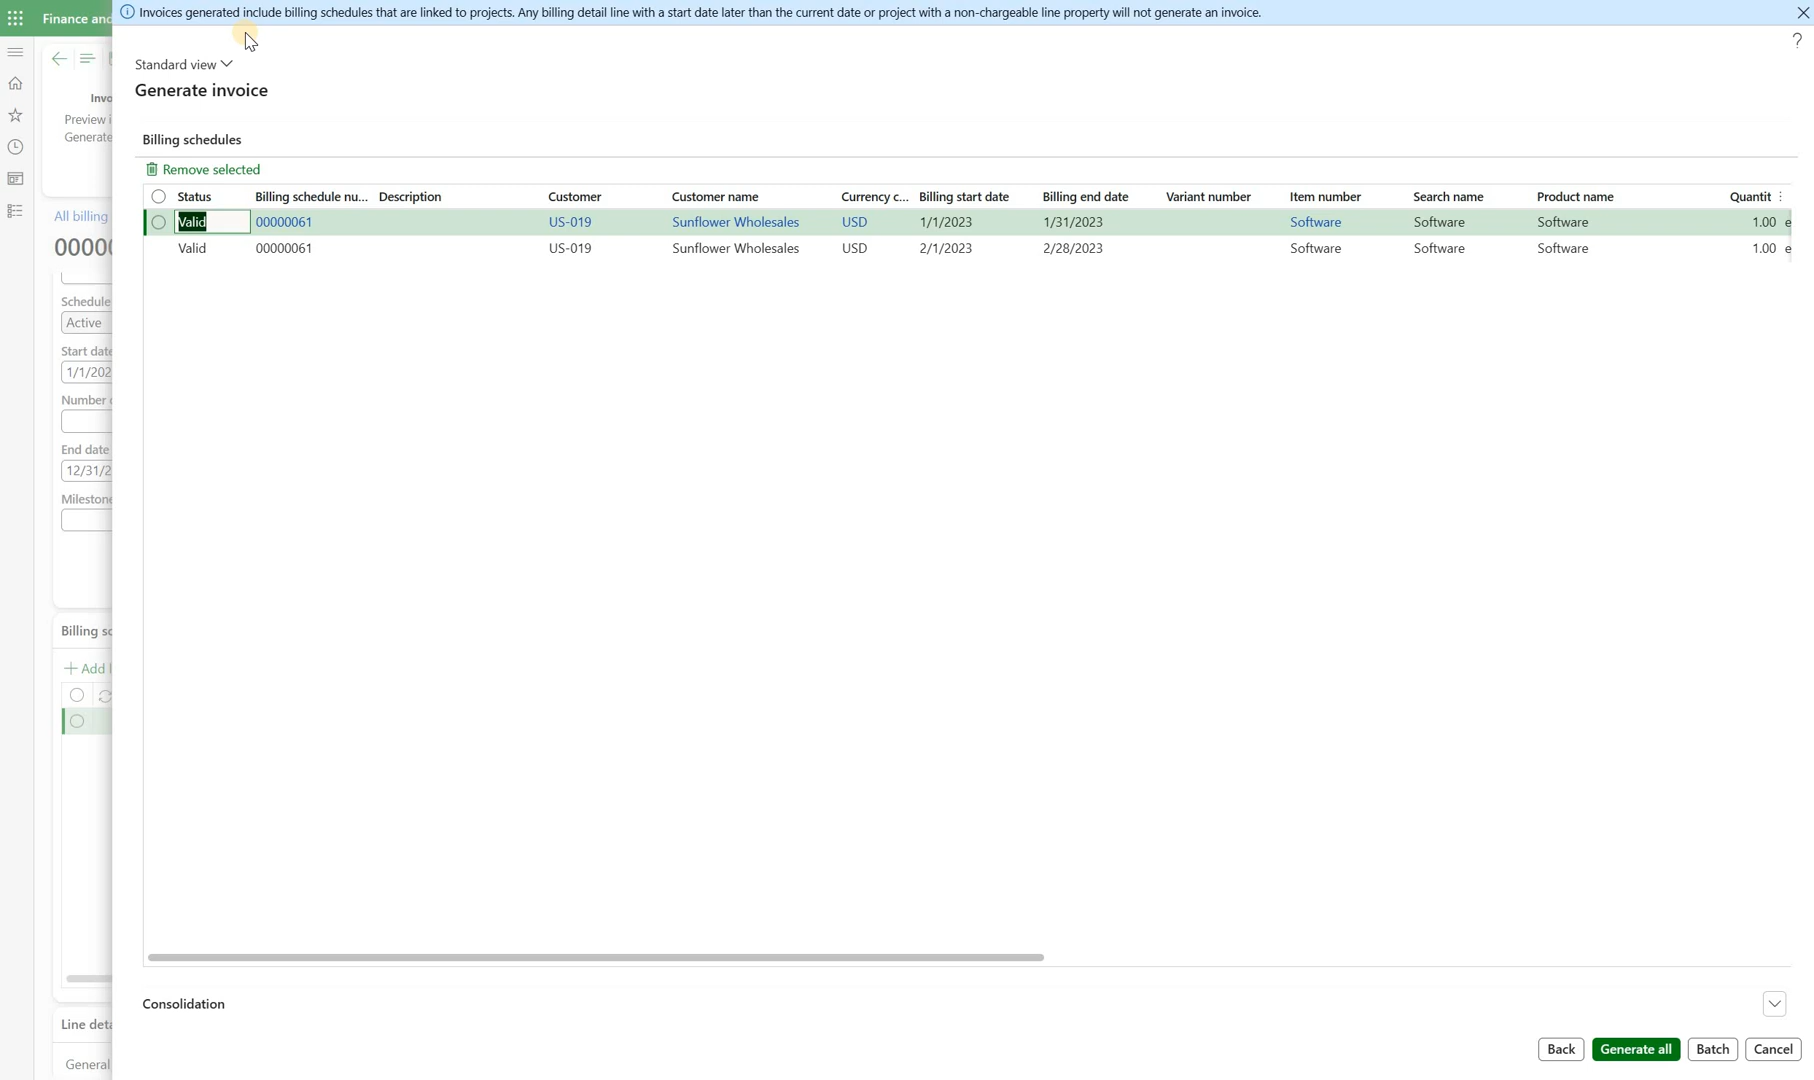 Finance and
Invoices generated include billing schedules that are linked to projects. Any billing detail line with a start date later than the current date or project with a non-chargeable line property will not generate an invoice.
?
Standard view
Generate invoice
Invo
Preview i
Generate
Billing schedules
Remove selected
Status Billing schedule nu... Description Customer Customer name Currency c... Billing start date Billing end date Variant number Item number Search name Product name Quantit
Valid 00000061 US-019 Sunflower Wholesales USD 1/1/2023 1/31/2023 Software Software Software 1.00 e
Valid 00000061 US-019 Sunflower Wholesales USD 2/1/2023 2/28/2023 Software Software Software 1.00 e
All billing
0000
Schedule
Active
Start date
1/1/202
Number
End date
12/31/2
Milestone
Billing sc
+ Add l
Line deta
General
Consolidation
Back Generate all Batch Cancel